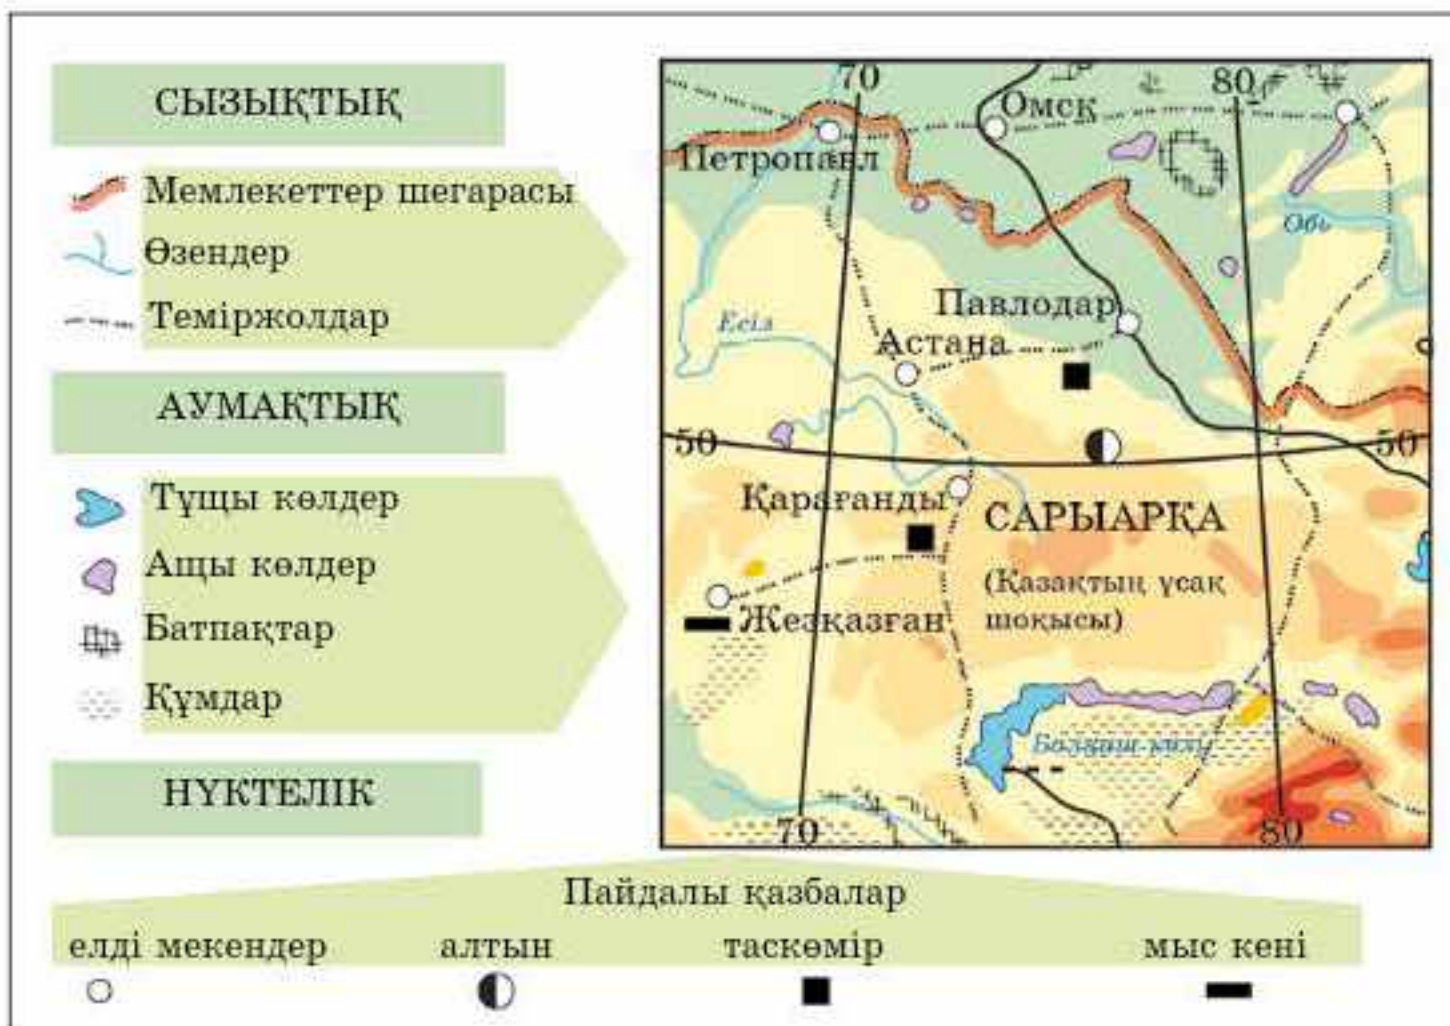 СЫЗЫҚТЫҚ
Мемлекеттер шегарасы
Өзендер
Теміржолдар
АУМАҚТЫҚ
Тұщы көлдер
Ащы көлдер
Батпақтар
Құмдар
НҮКТЕЛІК
70
80
Омск
Петропавл
Обь
Павлодар
Есіл
Астана
50
50
Қарағанды
САРЫАРҚА
(Қазақтың ұсақ
шоқысы)
Жезқазған
Балқаш көлі
70
80
Пайдалы қазбалар
елді мекендер
алтын
таскөмір
мыс кені